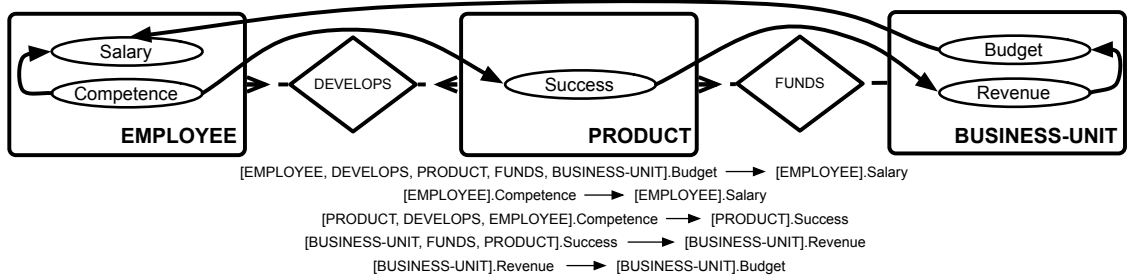 Salary
Competence
EMPLOYEE
DEVELOPS
Success
PRODUCT
FUNDS
Budget
Revenue
BUSINESS-UNIT
[EMPLOYEE, DEVELOPS, PRODUCT, FUNDS, BUSINESS-UNIT].Budget [EMPLOYEE].Salary
[EMPLOYEE].Competence [EMPLOYEE].Salary
[PRODUCT, DEVELOPS, EMPLOYEE].Competence [PRODUCT].Success
[BUSINESS-UNIT, FUNDS, PRODUCT].Success [BUSINESS-UNIT].Revenue
[BUSINESS-UNIT].Revenue [BUSINESS-UNIT].Budget